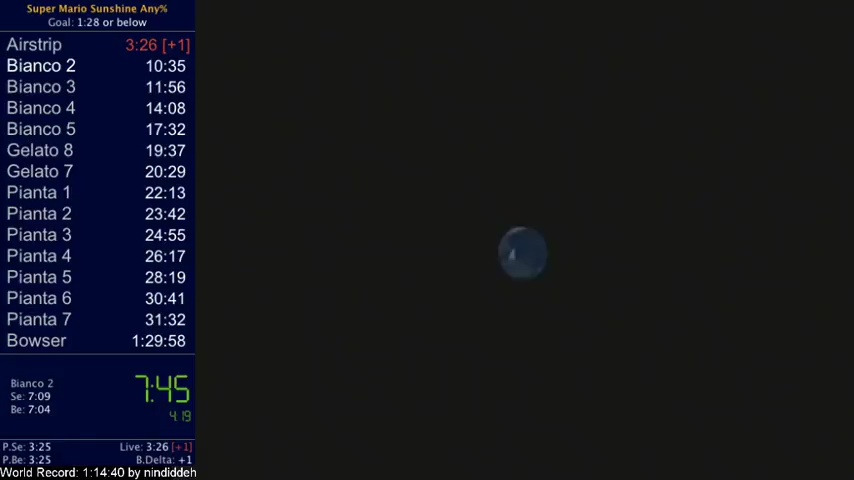 Super Mario Sunshine Any%
Goal: 1:28 or below
Airstrip 3:26 [+1]
Bianco 2 10:35
Bianco 3 11:56
Bianco 4 14:08
Bianco 5 17:32
Gelato 8 19:37
Gelato 7 20:29
Pianta 1 22:13
Pianta 2 23:42
Pianta 3 24:55
Pianta 4 26:17
Pianta 5 28:19
Pianta 6 30:41
Pianta 7 31:32
Bowser 1:29:58
Bianco 2 7:45
Se: 7:09
Be: 7:04 4:19
P.Se: 3:25 Live: 3:26 [+1]
P.Be: 3:25 B.Delta: +1
World Record: 1:14:40 by nindiddeh